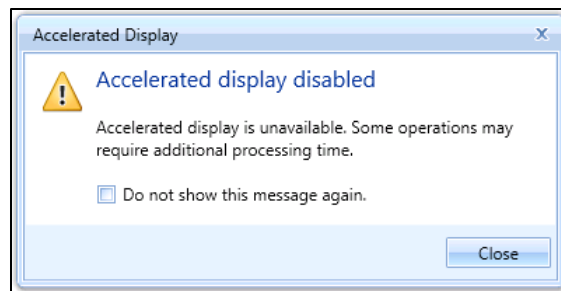 Accelerated Display
Accelerated display disabled
Accelerated display is unavailable. Some operations may
require additional processing time.
Do not show this message again.
Close